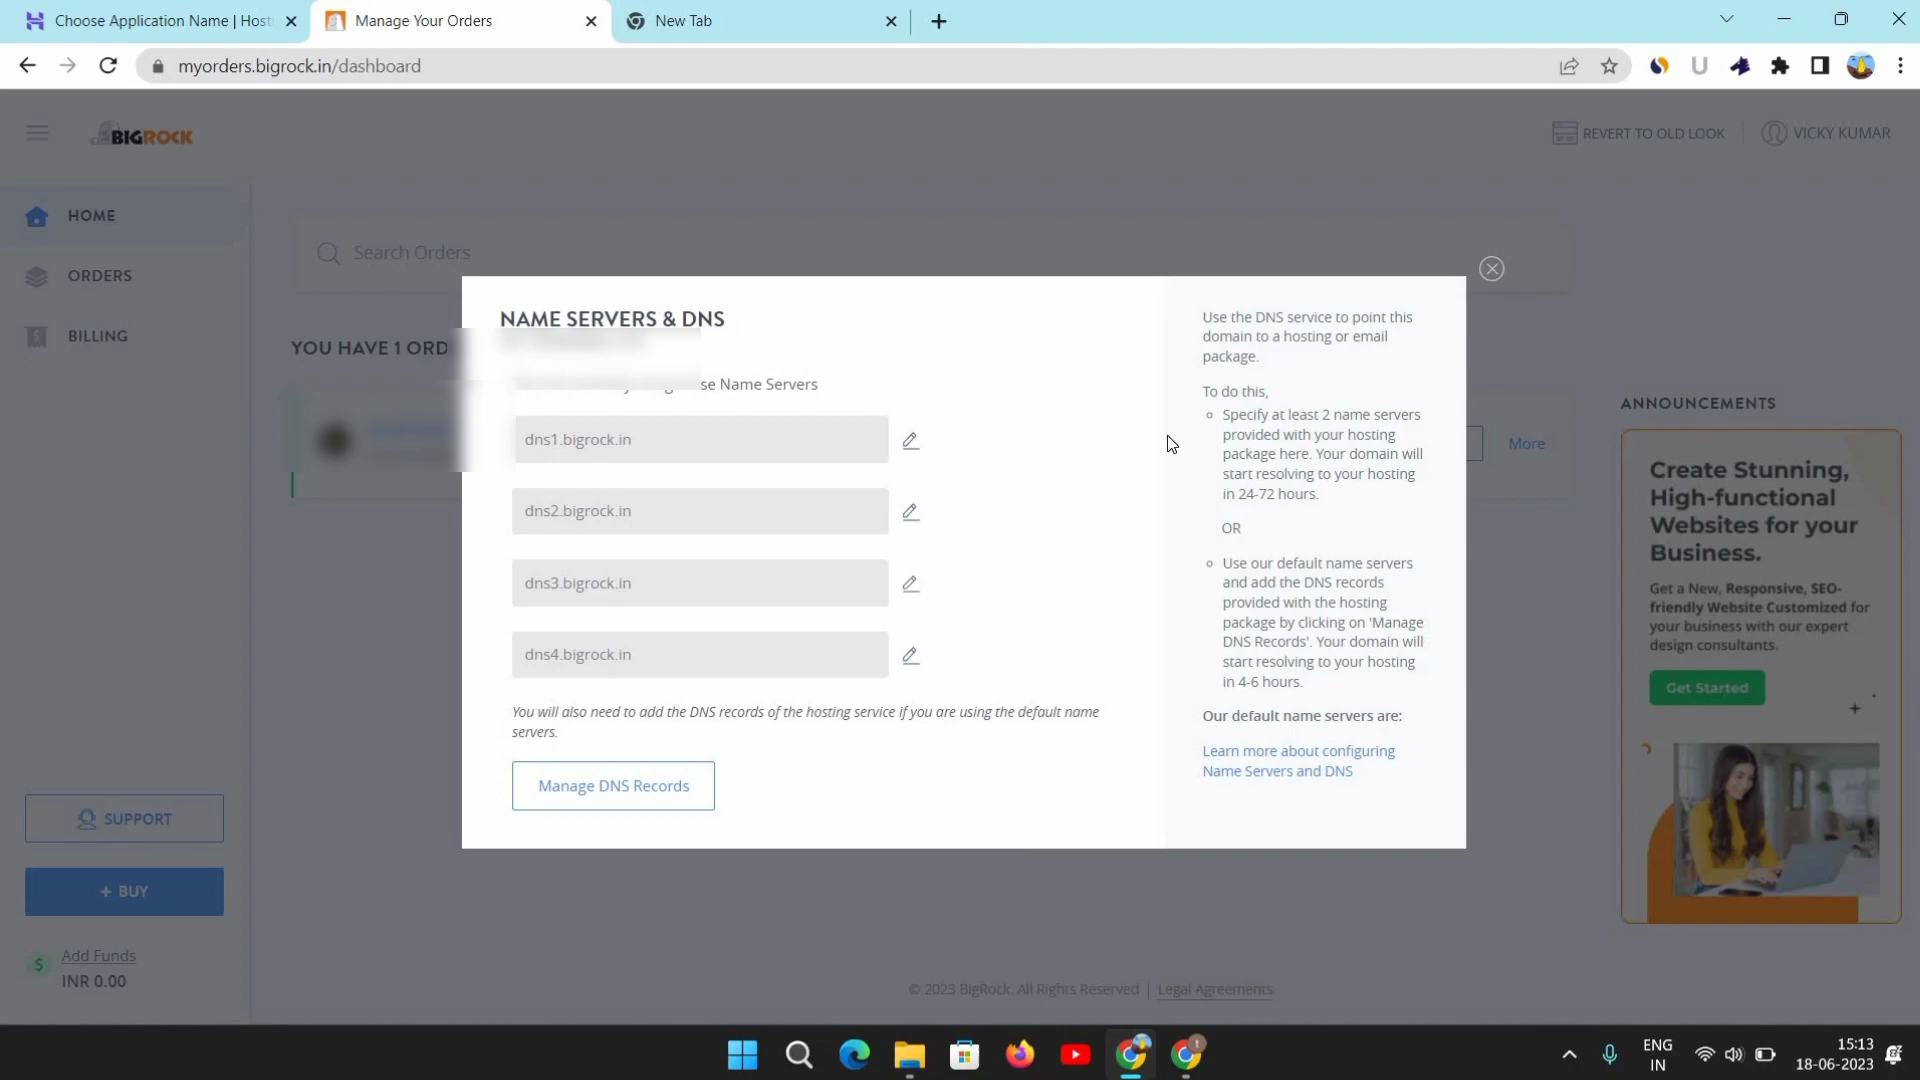 Choose Application Name | Host
Manage Your Orders
New Tab
myorders.bigrock.in/dashboard
BIGROCK
REVERT TO OLD LOOK
VICKY KUMAR
HOME
ORDERS
BILLING
Search Orders
YOU HAVE 1 ORD
NAME SERVERS & DNS
se Name Servers
dns1.bigrock.in
dns2.bigrock.in
dns3.bigrock.in
dns4.bigrock.in
You will also need to add the DNS records of the hosting service if you are using the default name
servers.
Manage DNS Records
Use the DNS service to point this
domain to a hosting or email
package.
To do this,
Specify at least 2 name servers
provided with your hosting
package here. Your domain will
start resolving to your hosting
in 24-72 hours.
OR
Use our default name servers
and add the DNS records
provided with the hosting
package by clicking on 'Manage
DNS Records'. Your domain will
start resolving to your hosting
in 4-6 hours.
Our default name servers are:
Learn more about configuring
Name Servers and DNS
More
ANNOUNCEMENTS
Create Stunning,
High-functional
Websites for your
Business.
Get a New, Responsive, SEO-
friendly Website Customized for
your business with our expert
design consultants.
Get Started
SUPPORT
+ BUY
$
Add Funds
INR 0.00
© 2023 BigRock. All Rights Reserved | Legal Agreements
ENG
IN
15:13
18-06-2023